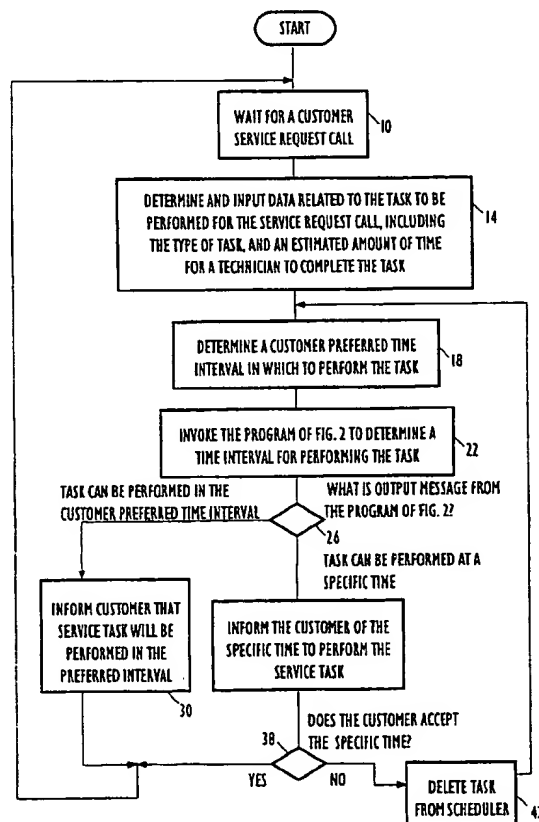 START
WAIT FOR A CUSTOMER
SERVICE REQUEST CALL
10
DETERMINE AND INPUT DATA RELATED TO THE TASK TO BE
PERFORMED FOR THE SERVICE REQUEST CALL, INCLUDING
THE TYPE OF TASK, AND AN ESTIMATED AMOUNT OF TIME
FOR A TECHNICIAN TO COMPLETE THE TASK
14
DETERMINE A CUSTOMER PREFERRED TIME
INTERVAL IN WHICH TO PERFORM THE TASK
18
INVOKE THE PROGRAM OF FIG. 2 TO DETERMINE A
TIME INTERVAL FOR PERFORMING THE TASK
22
TASK CAN BE PERFORMED IN THE
CUSTOMER PREFERRED TIME INTERVAL
WHAT IS OUTPUT MESSAGE FROM
THE PROGRAM OF FIG. 2?
26
TASK CAN BE PERFORMED AT A
SPECIFIC TIME
INFORM CUSTOMER THAT
SERVICE TASK WILL BE
PERFORMED IN THE
PREFERRED INTERVAL
30
INFORM THE CUSTOMER OF THE
SPECIFIC TIME TO PERFORM THE
SERVICE TASK
DOES THE CUSTOMER ACCEPT
THE SPECIFIC TIME?
38
YES
NO
DELETE TASK
FROM SCHEDULER